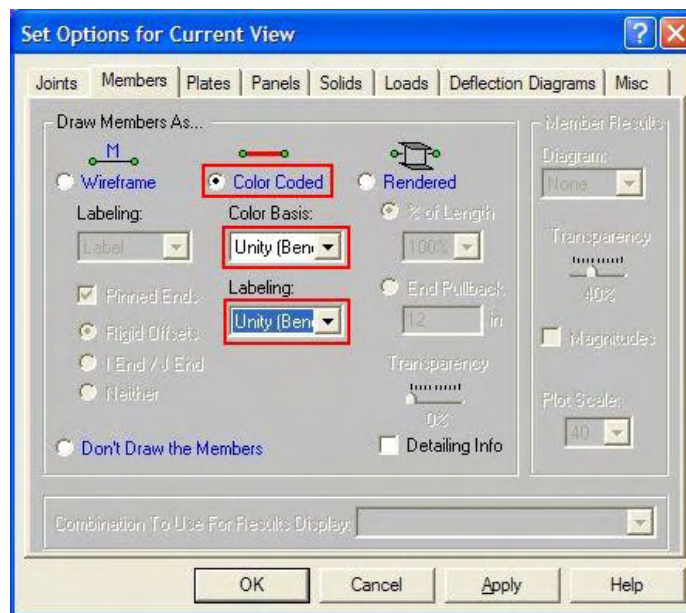 Set Options for Current View
Joints Members Plates Panels Solids Loads Deflection Diagrams Misc
Draw Members As...
M
Wireframe
Color Coded
Rendered
Labeling:
Label
Pinned Ends
Rigid Offsets
I End / J End
Neither
Color Basis:
Unity (Ben
Labeling:
Unity (Ben
% of Length
100%
End Pullback
12 in
Transparency
0%
Don't Draw the Members
Detailing Info
Member Results
Diagram:
None
Transparency
40%
Magnitudes
Plot Scale:
40
Combination To Use For Results Display:
OK Cancel Apply Help